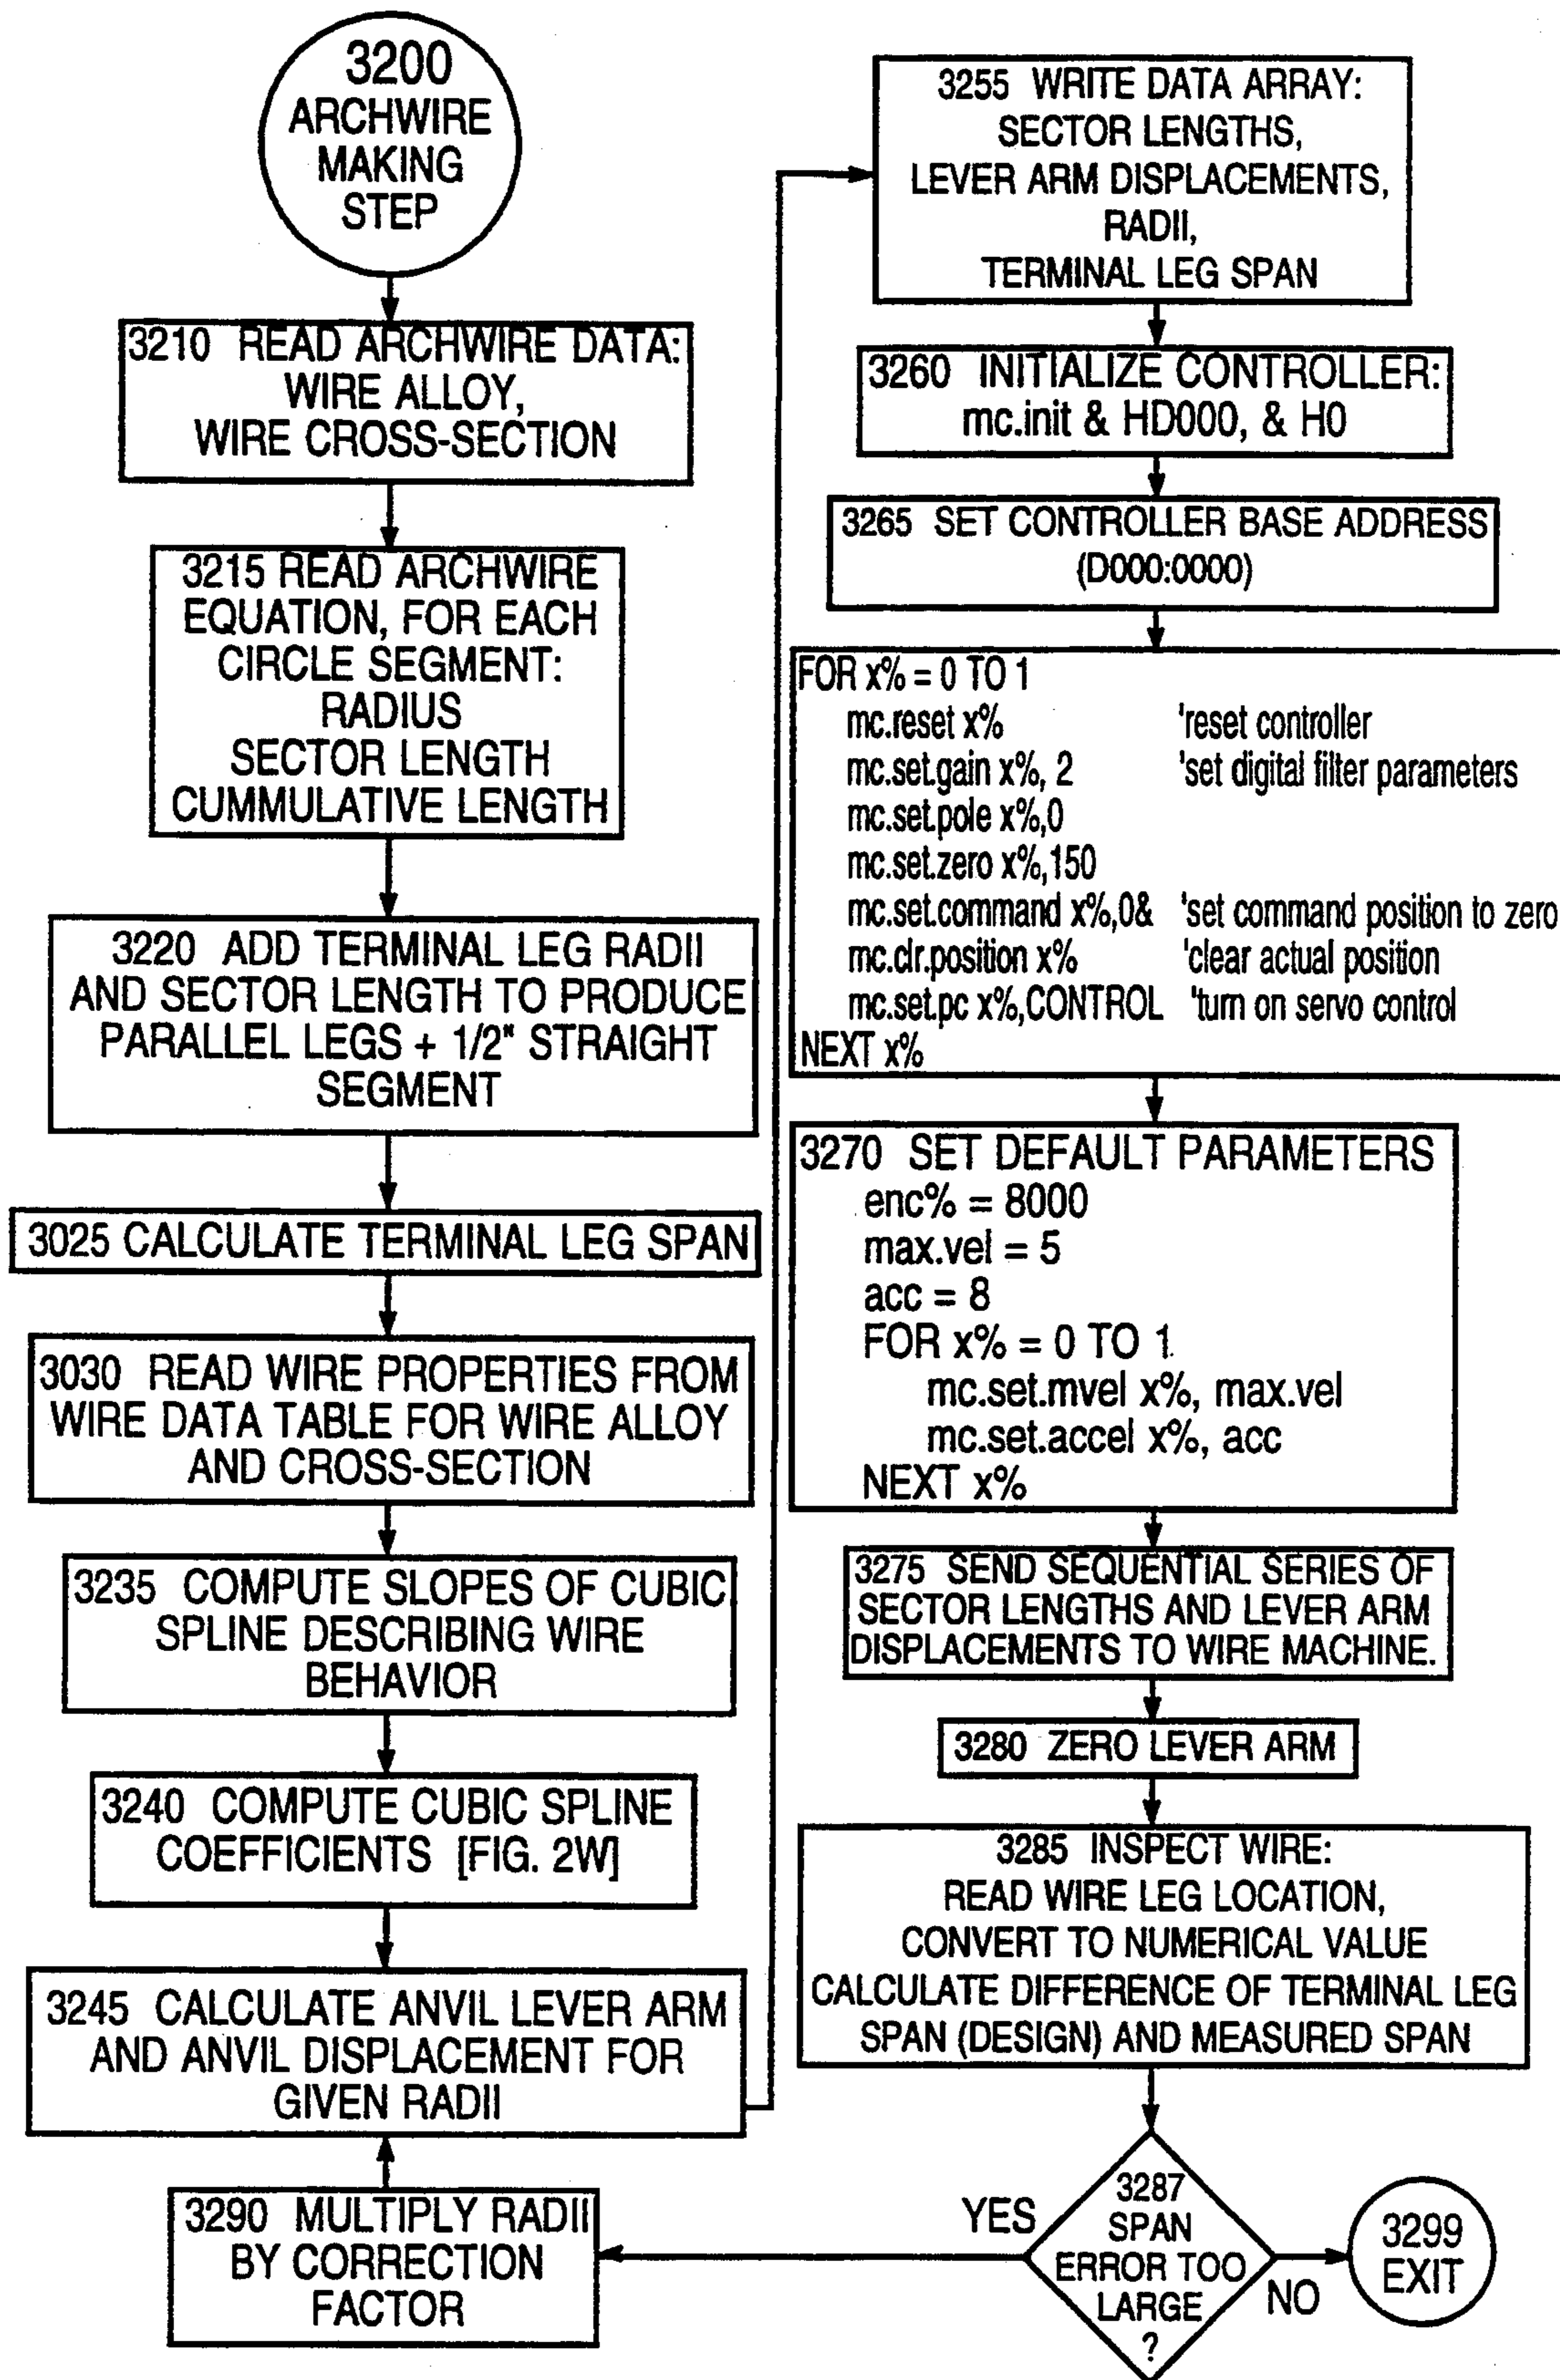 3200
ARCHWIRE
MAKING
STEP
3210 READ ARCHWIRE DATA:
WIRE ALLOY,
WIRE CROSS-SECTION
3215 READ ARCHWIRE
EQUATION, FOR EACH
CIRCLE SEGMENT:
RADIUS
SECTOR LENGTH
CUMMULATIVE LENGTH
3220 ADD TERMINAL LEG RADII
AND SECTOR LENGTH TO PRODUCE
PARALLEL LEGS + 1/2" STRAIGHT
SEGMENT
3025 CALCULATE TERMINAL LEG SPAN
3030 READ WIRE PROPERTIES FROM
WIRE DATA TABLE FOR WIRE ALLOY
AND CROSS-SECTION
3235 COMPUTE SLOPES OF CUBIC
SPLINE DESCRIBING WIRE
BEHAVIOR
3240 COMPUTE CUBIC SPLINE
COEFFICIENTS [FIG. 2W]
3245 CALCULATE ANVIL LEVER ARM
AND ANVIL DISPLACEMENT FOR
GIVEN RADII
3290 MULTIPLY RADII
BY CORRECTION
FACTOR
3255 WRITE DATA ARRAY:
SECTOR LENGTHS,
LEVER ARM DISPLACEMENTS,
RADII,
TERMINAL LEG SPAN
3260 INITIALIZE CONTROLLER:
mc.init & HD000, & H0
3265 SET CONTROLLER BASE ADDRESS
(D000:0000)
FOR x% = 0 TO 1
mc.reset x% 'reset controller
mc.set.gain x%, 2 'set digital filter parameters
mc.set.pole x%,0
mc.set.zero x%,150
mc.set.command x%,0& 'set command position to zero
mc.clr.position x% 'clear actual position
mc.set.pc x%,CONTROL 'turn on servo control
NEXT x%
3270 SET DEFAULT PARAMETERS
enc% = 8000
max.vel = 5
acc = 8
FOR x% = 0 TO 1
mc.set.mvel x%, max.vel
mc.set.accel x%, acc
NEXT x%
3275 SEND SEQUENTIAL SERIES OF
SECTOR LENGTHS AND LEVER ARM
DISPLACEMENTS TO WIRE MACHINE.
3280 ZERO LEVER ARM
3285 INSPECT WIRE:
READ WIRE LEG LOCATION,
CONVERT TO NUMERICAL VALUE
CALCULATE DIFFERENCE OF TERMINAL LEG
SPAN (DESIGN) AND MEASURED SPAN
3287
SPAN
ERROR TOO
LARGE
?
YES
NO
3299
EXIT